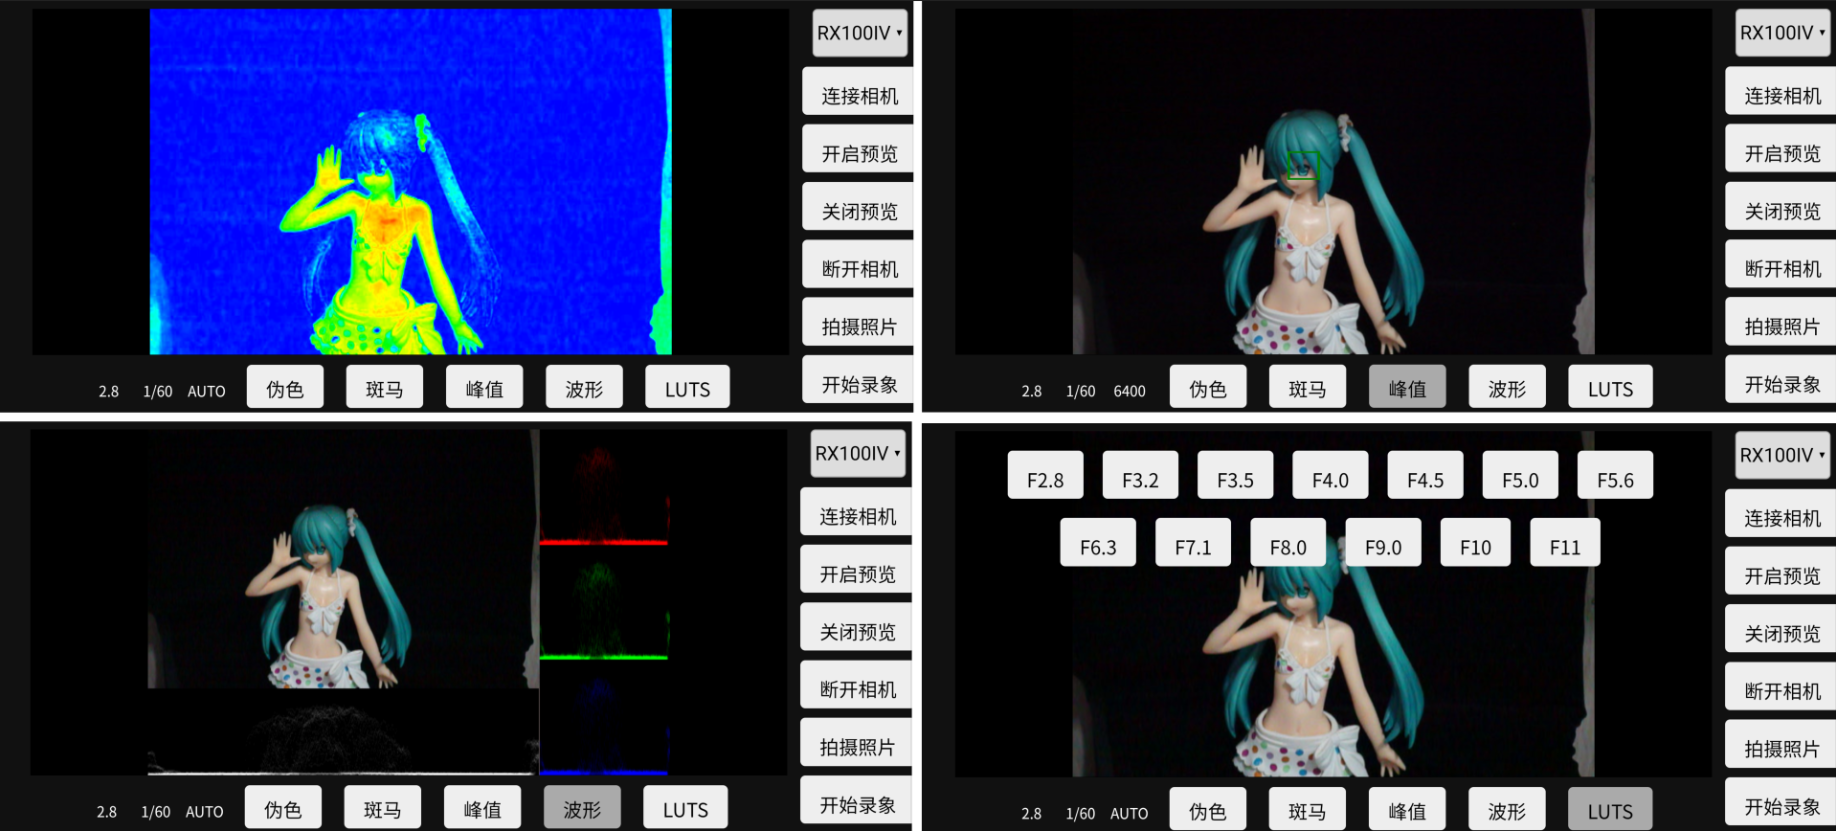 RX100IV
连接相机
开启预览
关闭预览
断开相机
拍摄照片
开始录象
2.8 1/60 AUTO 伪色 斑马 峰值 波形 LUTS
RX100IV
连接相机
开启预览
关闭预览
断开相机
拍摄照片
开始录象
2.8 1/60 6400 伪色 斑马 峰值 波形 LUTS
RX100IV
连接相机
开启预览
关闭预览
断开相机
拍摄照片
开始录象
2.8 1/60 AUTO 伪色 斑马 峰值 波形 LUTS
F2.8 F3.2 F3.5 F4.0 F4.5 F5.0 F5.6
F6.3 F7.1 F8.0 F9.0 F10 F11
RX100IV
连接相机
开启预览
关闭预览
断开相机
拍摄照片
开始录象
2.8 1/60 AUTO 伪色 斑马 峰值 波形 LUTS